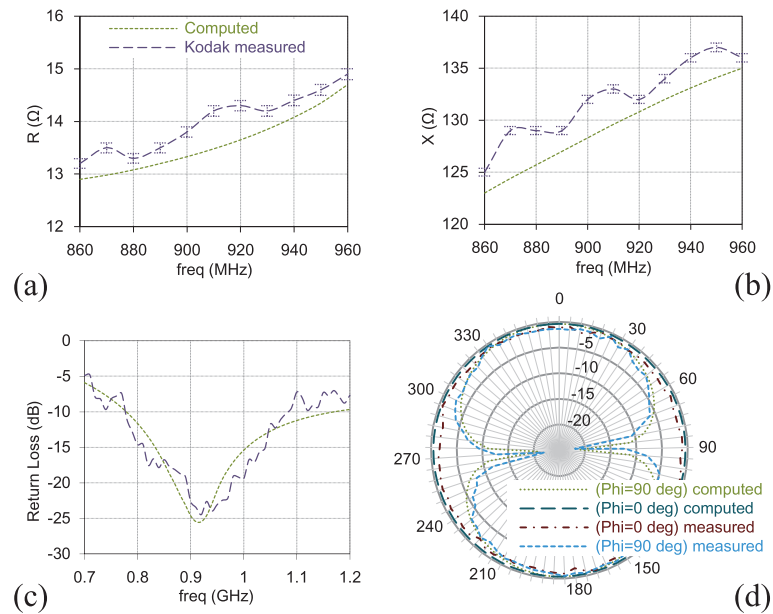 16
15
14
13
12
R (Ω)
Computed
Kodak measured
860 880 900 920 940 960
freq (MHz)
(a)
140
135
130
125
120
X (Ω)
860 880 900 920 940 960
freq (MHz)
(b)
0
-5
-10
-15
-20
-25
-30
Return Loss (dB)
0.7 0.8 0.9 1 1.1 1.2
freq (GHz)
(c)
0
330 30
-5
-10
300 60
-15
-20
270 90
(Phi=90 deg) computed
(Phi=0 deg) computed
240
(Phi=0 deg) measured
(Phi=90 deg) measured
210 150
180
(d)